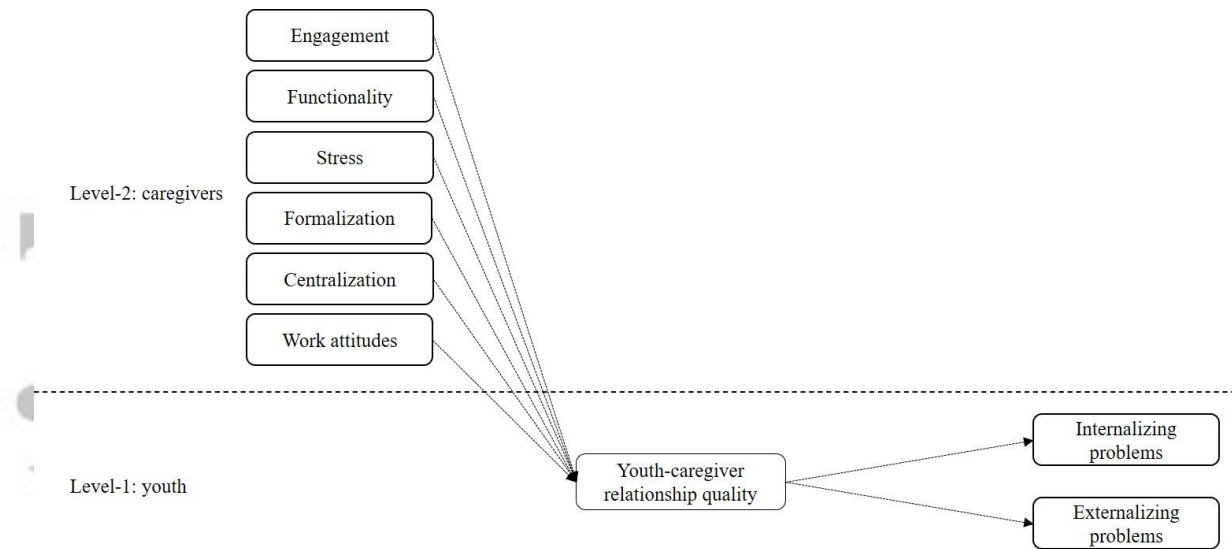 Engagement
Functionality
Stress
Level-2: caregivers
Formalization
Centralization
Work attitudes
Internalizing
problems
Youth-caregiver
relationship quality
Level-1: youth
Externalizing
problems